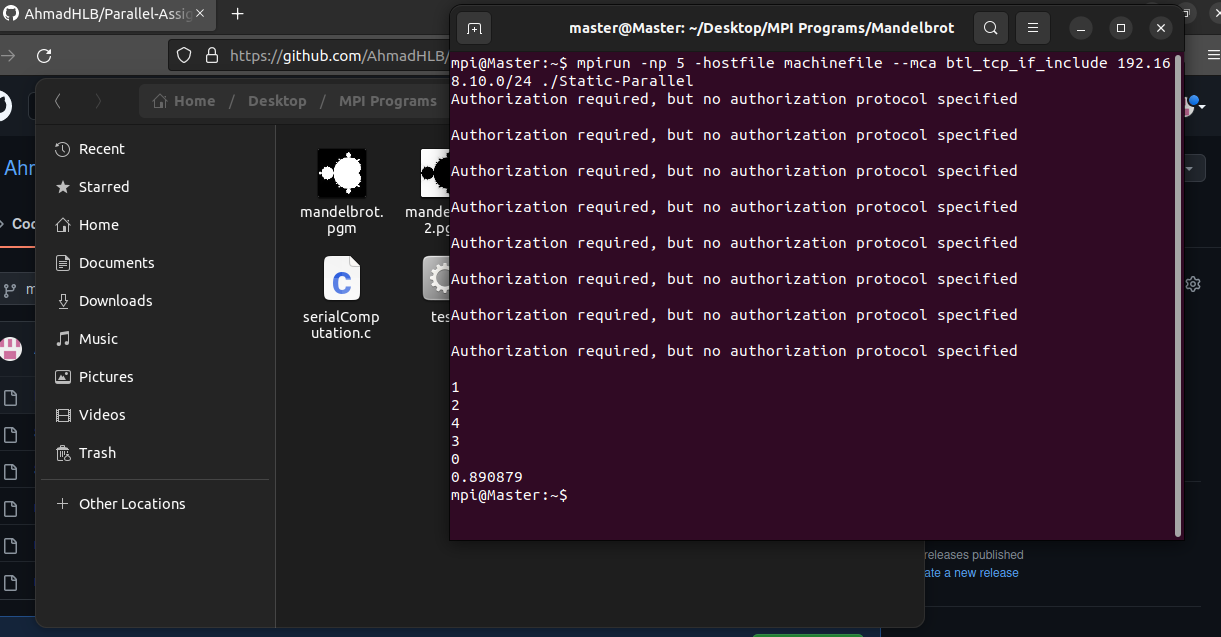 AhmadHLB/Parallel-Assig
https://github.com/AhmadHLB/
master@Master: ~/Desktop/MPI Programs/Mandelbrot
Home / Desktop / MPI Programs
Recent
Starred
Home
Documents
Downloads
Music
Pictures
Videos
Trash
Other Locations
mandelbrot.
pgm
mande
2.pg
serialComp
utation.c
tes
mpi@Master:~$ mpirun -np 5 -hostfile machinefile --mca btl_tcp_if_include 192.16
8.10.0/24 ./Static-Parallel
Authorization required, but no authorization protocol specified
Authorization required, but no authorization protocol specified
Authorization required, but no authorization protocol specified
Authorization required, but no authorization protocol specified
Authorization required, but no authorization protocol specified
Authorization required, but no authorization protocol specified
Authorization required, but no authorization protocol specified
Authorization required, but no authorization protocol specified
1
2
4
3
0
0.890879
mpi@Master:~$
Ahr
Coc
releases published
ate a new release